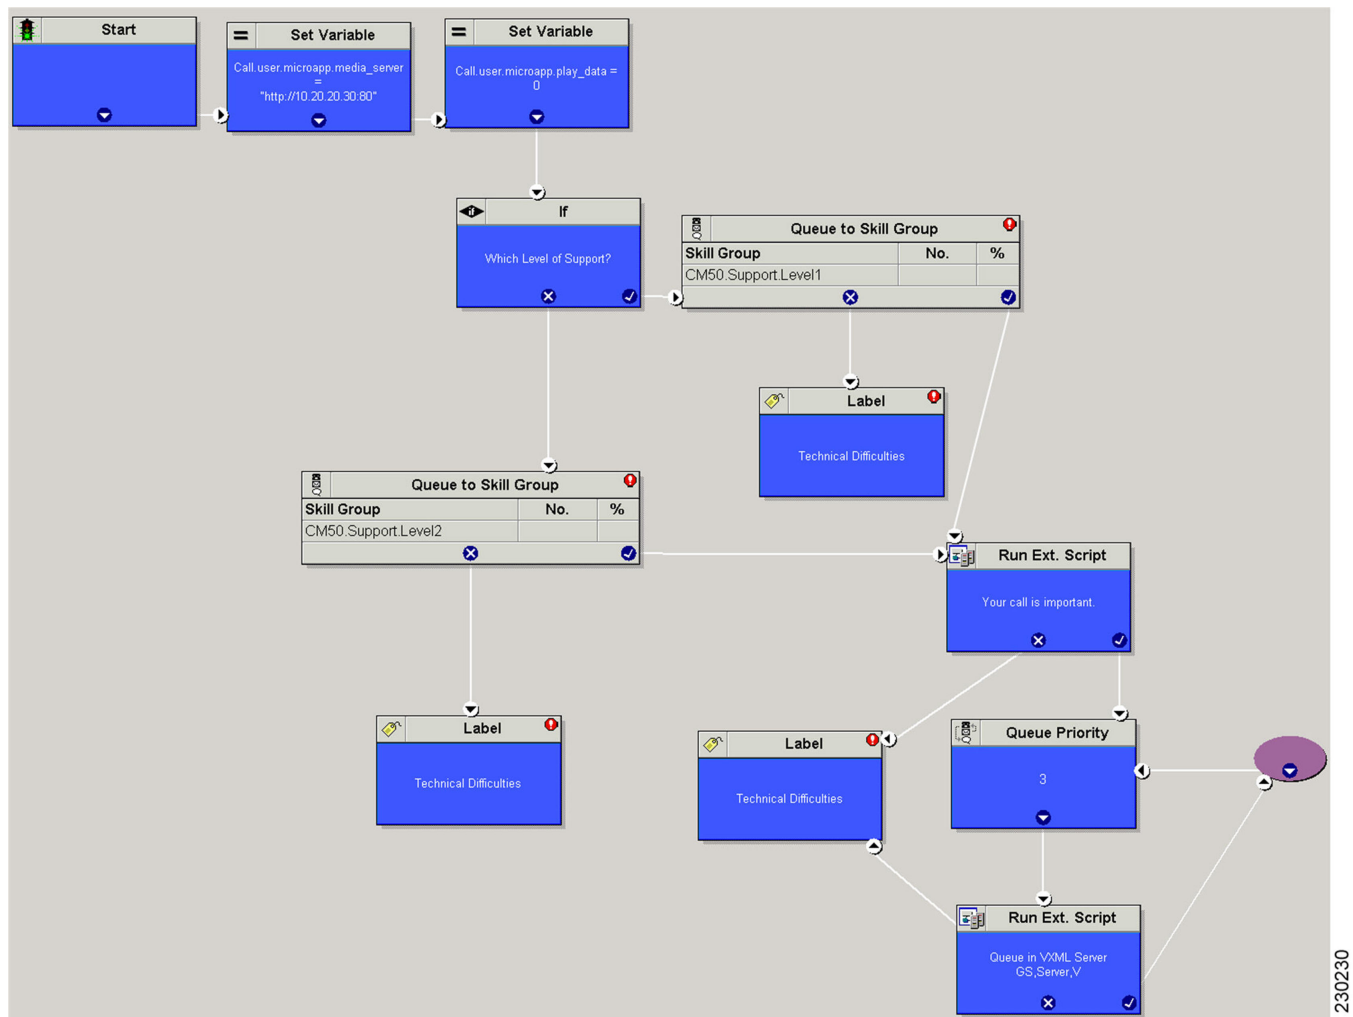 Start
Set Variable
Call.user.microapp.media_server
=
"http://10.20.20.30:80"
Set Variable
Call.user.microapp.play_data =
0
If
Which Level of Support?
Queue to Skill Group
Skill Group No. %
CM50.Support.Level1
Label
Technical Difficulties
Queue to Skill Group
Skill Group No. %
CM50.Support.Level2
Run Ext. Script
Your call is important.
Label
Technical Difficulties
Label
Technical Difficulties
Queue Priority
3
Run Ext. Script
Queue in VXML Server
GS,Server,V
230230